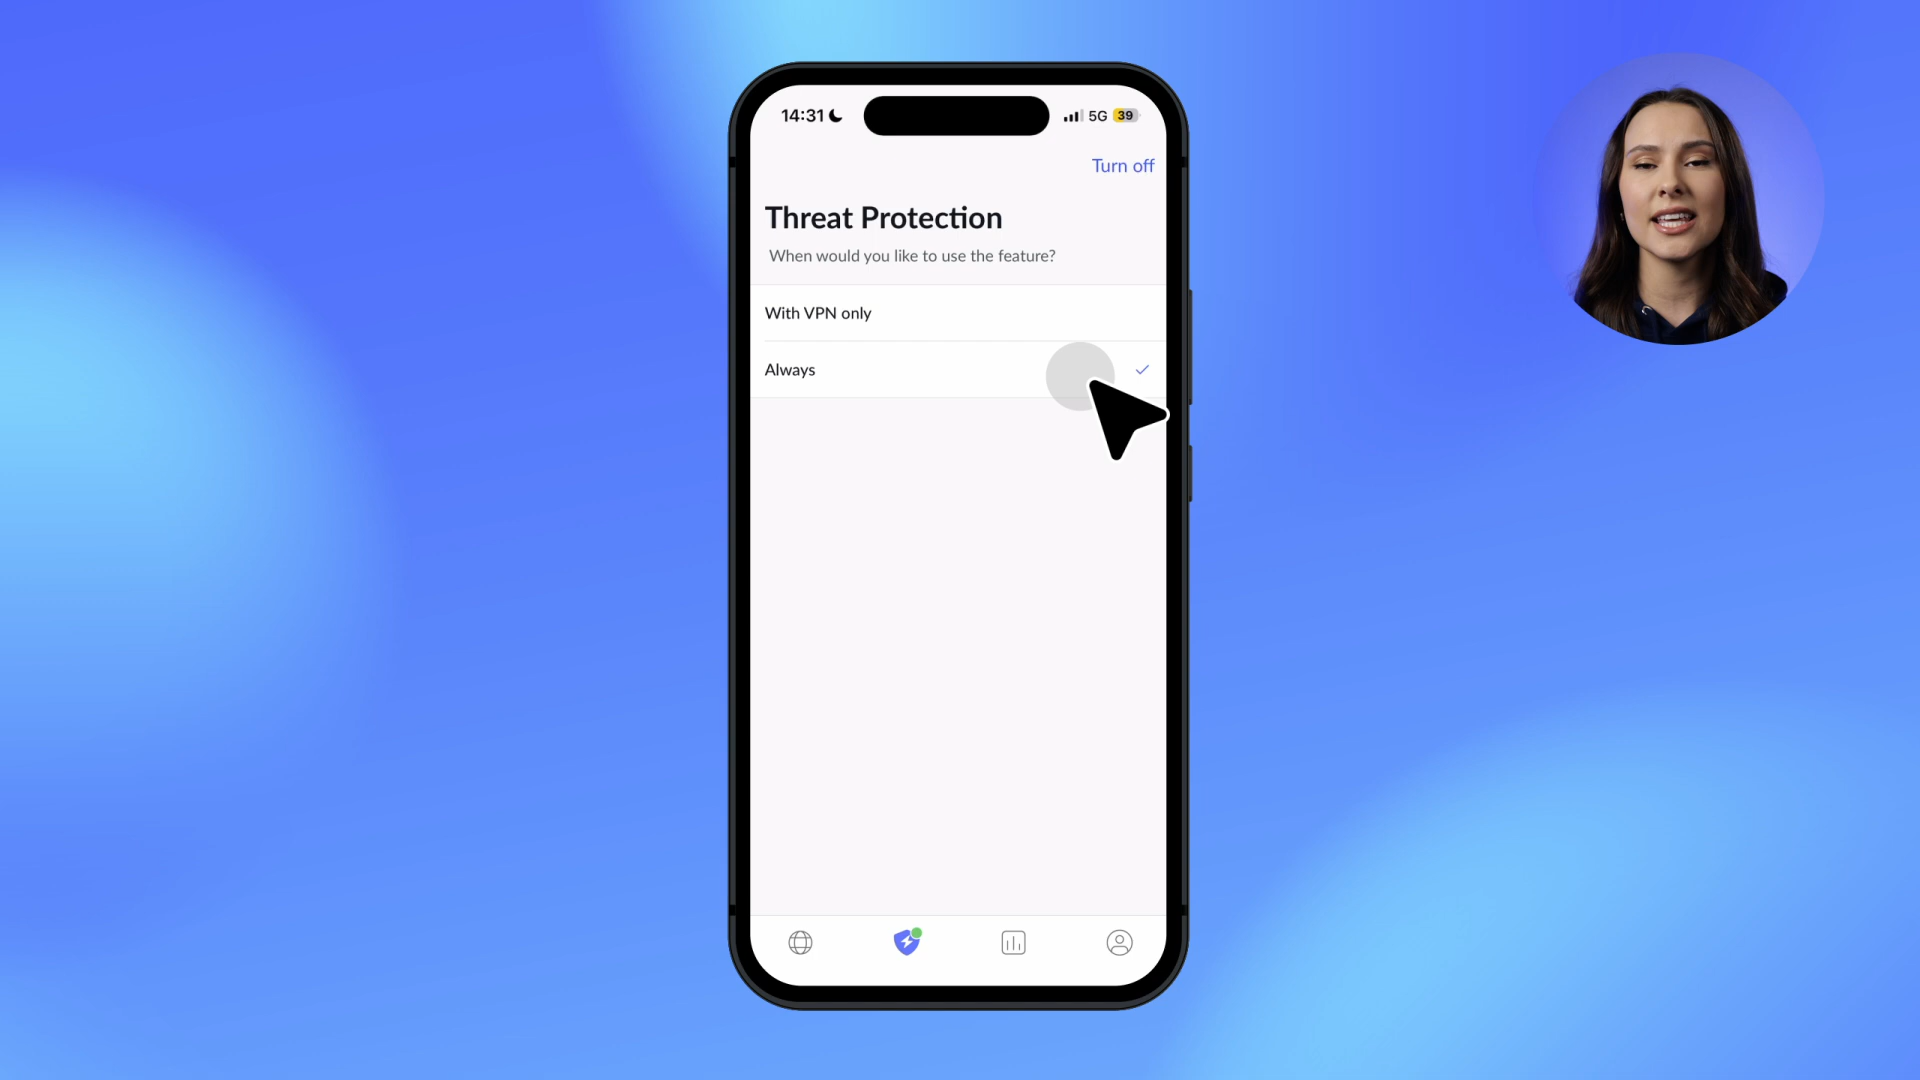 14:31 5G 39
Turn off
Threat Protection
When would you like to use the feature?
With VPN only
Always